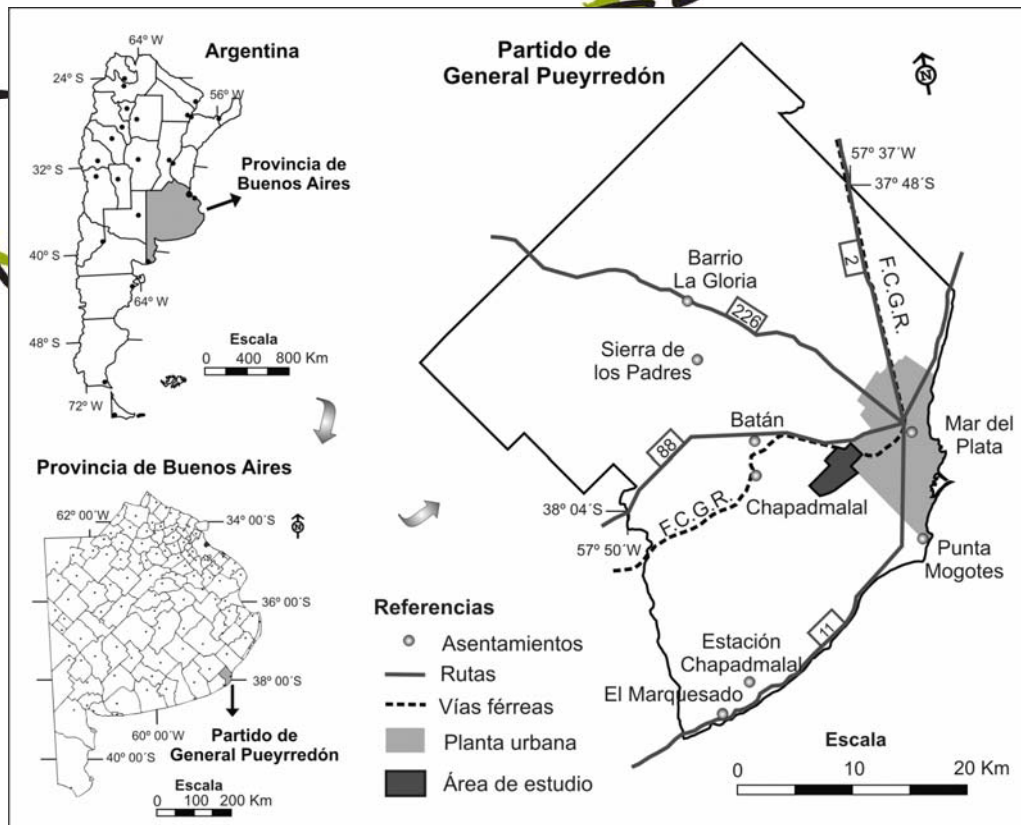 Argentina
64º W
24º S
56º W
32º S
Provincia de
Buenos Aires
40º S
64º W
48º S
Escala
0 400 800 Km
72º W
Provincia de Buenos Aires
62º 00´W
34º 00´S
36º 00´S
38º 00´S
60º 00´W
40º 00´S
Partido de
General Pueyrredón
Escala
0 100 200 Km
Partido de
General Pueyrredón
N
57º 37´W
37º 48´S
2
F.C.G.R.
Barrio
La Gloria
226
Sierra de
los Padres
Batán
88
Mar del
Plata
Chapadmalal
38º 04´S
F.C.G.R.
57º 50´W
Punta
Mogotes
11
Estación
Chapadmalal
El Marquesado
Referencias
Asentamientos
Rutas
Vías férreas
Planta urbana
Área de estudio
Escala
0 10 20 Km